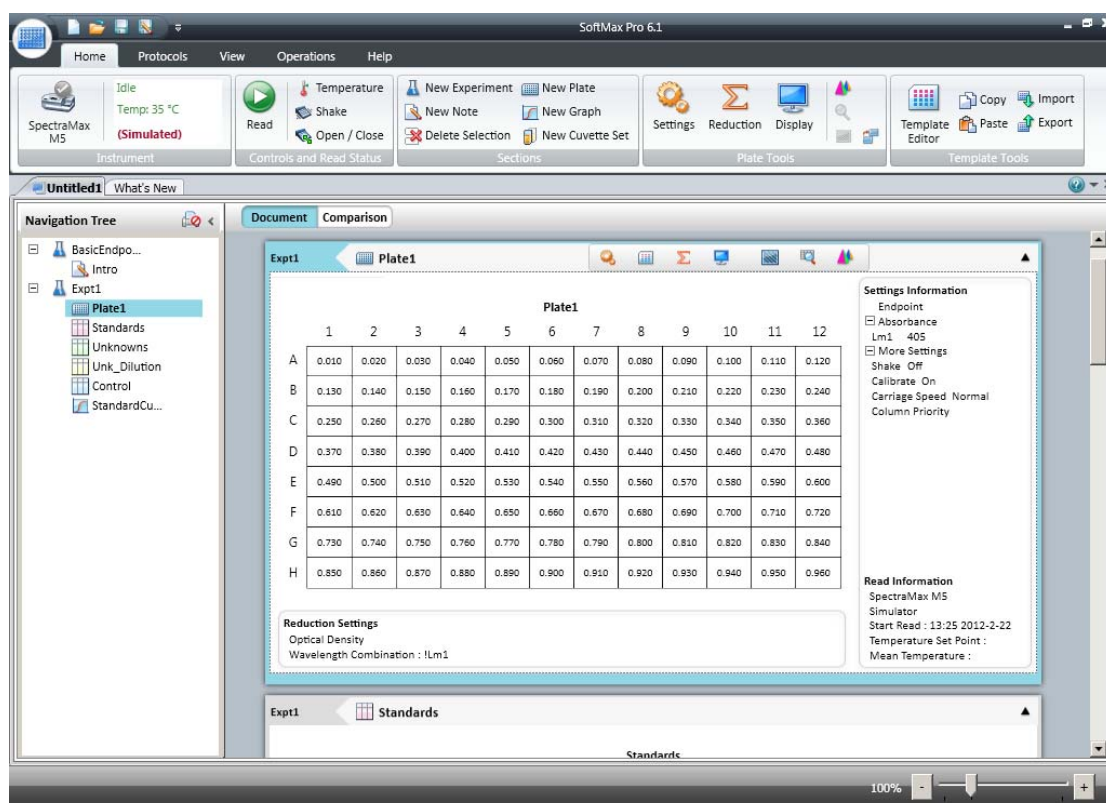 SoftMax Pro 6.1
Home Protocols View Operations Help
SpectraMax M5
Idle
Temp: 35 °C
(Simulated)
Instrument
Read
Temperature
Shake
Open / Close
Controls and Read Status
New Experiment New Plate
New Note New Graph
Delete Selection New Cuvette Set
Sections
Settings Reduction Display
Plate Tools
Template Editor
Copy Import
Paste Export
Template Tools
Untitled1 What's New
Navigation Tree
BasicEndpo...
Intro
Expt1
Plate1
Standards
Unknowns
Unk_Dilution
Control
StandardCu...
Document Comparison
Expt1 Plate1
Plate1
1 2 3 4 5 6 7 8 9 10 11 12
A 0.010 0.020 0.030 0.040 0.050 0.060 0.070 0.080 0.090 0.100 0.110 0.120
B 0.130 0.140 0.150 0.160 0.170 0.180 0.190 0.200 0.210 0.220 0.230 0.240
C 0.250 0.260 0.270 0.280 0.290 0.300 0.310 0.320 0.330 0.340 0.350 0.360
D 0.370 0.380 0.390 0.400 0.410 0.420 0.430 0.440 0.450 0.460 0.470 0.480
E 0.490 0.500 0.510 0.520 0.530 0.540 0.550 0.560 0.570 0.580 0.590 0.600
F 0.610 0.620 0.630 0.640 0.650 0.660 0.670 0.680 0.690 0.700 0.710 0.720
G 0.730 0.740 0.750 0.760 0.770 0.780 0.790 0.800 0.810 0.820 0.830 0.840
H 0.850 0.860 0.870 0.880 0.890 0.900 0.910 0.920 0.930 0.940 0.950 0.960
Reduction Settings
Optical Density
Wavelength Combination : !Lm1
Settings Information
Endpoint
Absorbance
Lm1 405
More Settings
Shake Off
Calibrate On
Carriage Speed Normal
Column Priority
Read Information
SpectraMax M5
Simulator
Start Read : 13:25 2012-2-22
Temperature Set Point :
Mean Temperature :
Expt1 Standards
Standards
100% - +